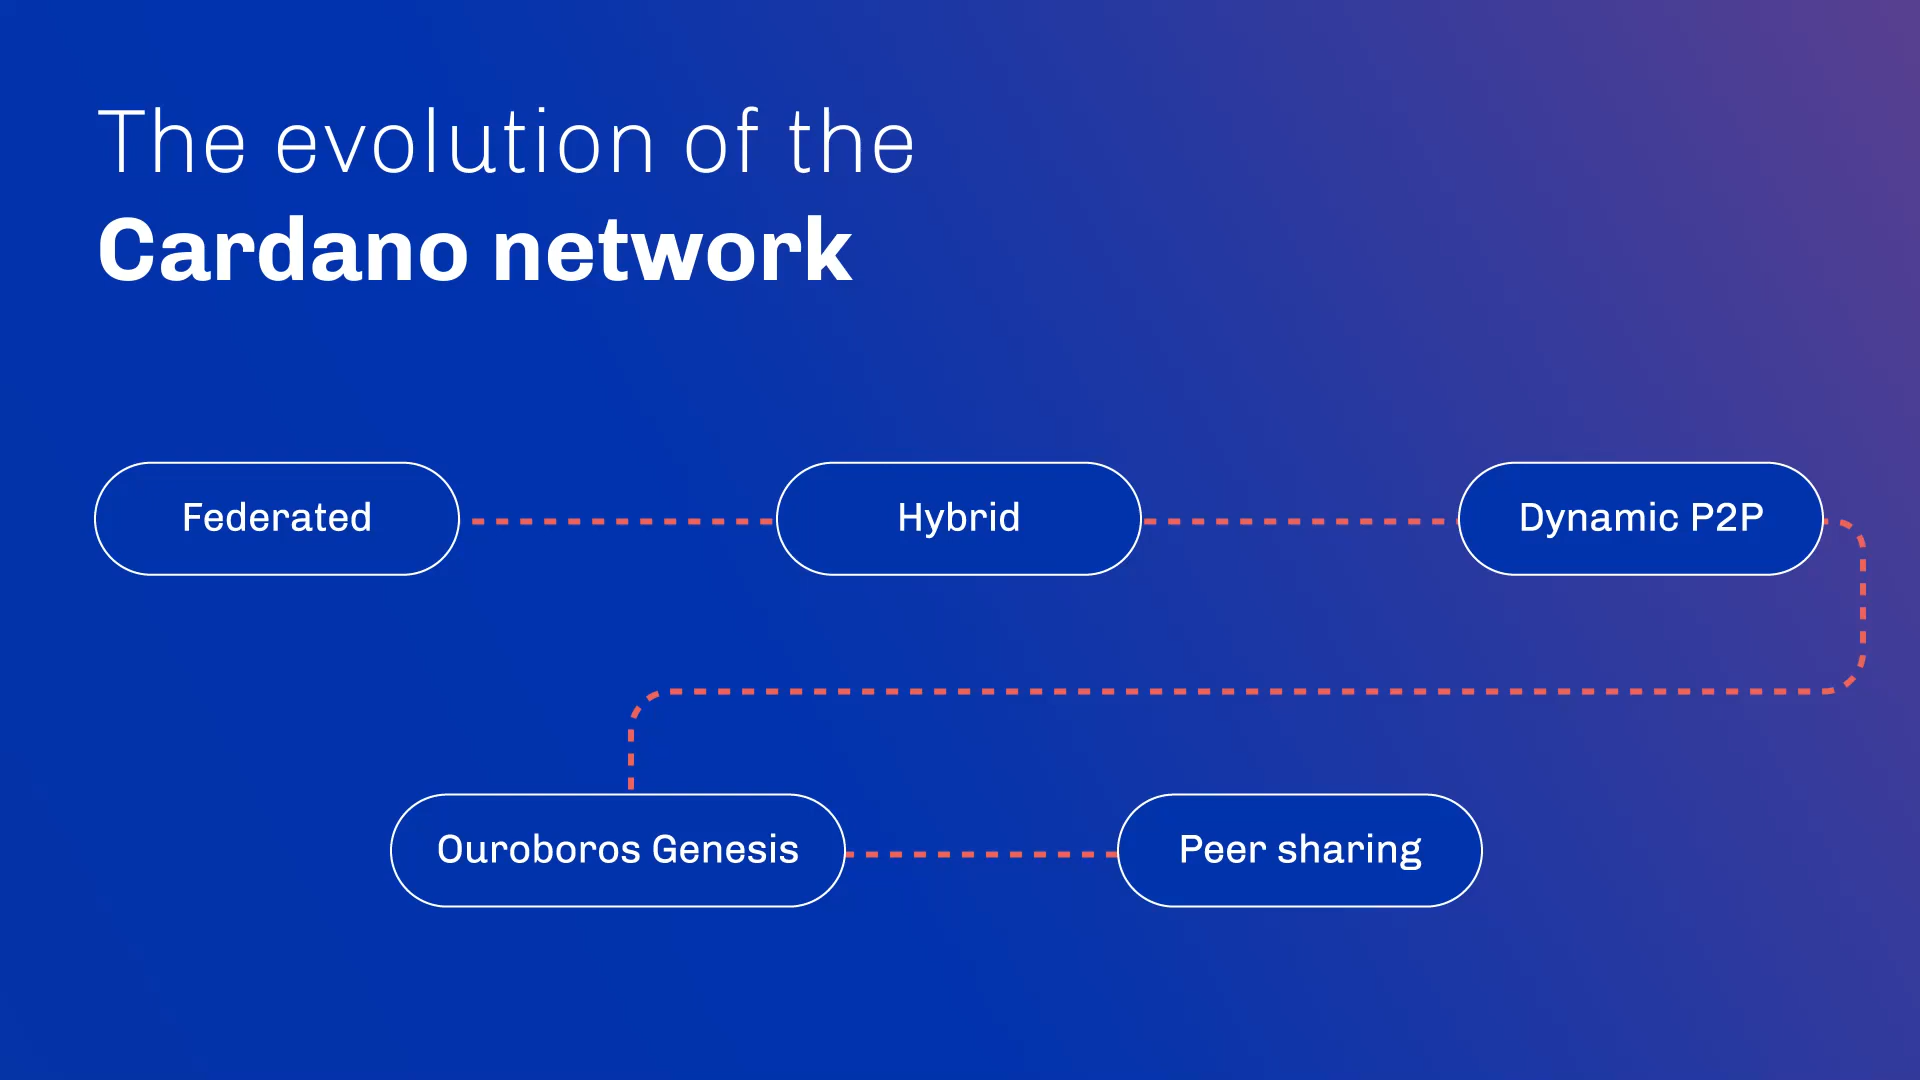 The evolution of the
Cardano network
Federated
Hybrid
Dynamic P2P
Ouroboros Genesis
Peer sharing